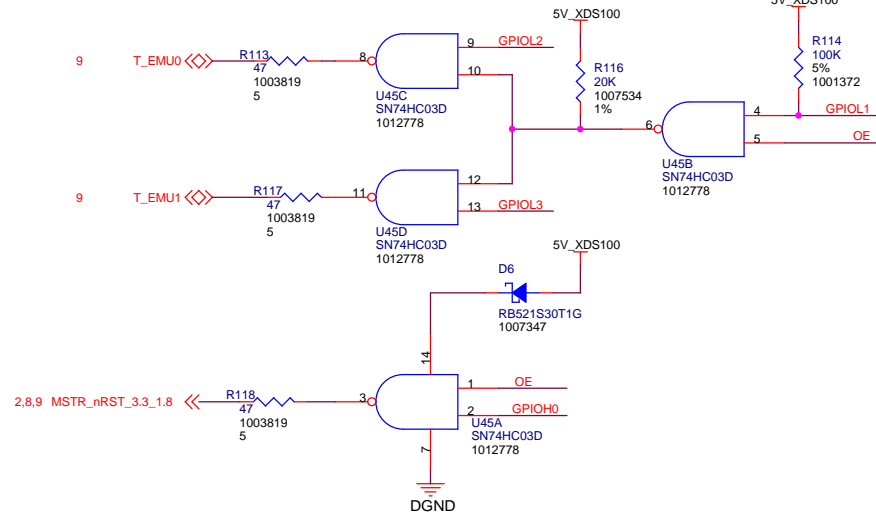 5V_XDS100
5V_XDS100
9 T_EMU0
R113
47
1003819
5
8
9 GPIOL2
10
U45C
SN74HC03D
1012778
R116
20K
1007534
1%
R114
100K
5%
1001372
6
4 GPIOL1
5 OE
U45B
SN74HC03D
1012778
9 T_EMU1
R117
47
1003819
5
11
12
13 GPIOL3
U45D
SN74HC03D
1012778
5V_XDS100
D6
RB521S30T1G
1007347
14
2,8,9 MSTR_nRST_3.3_1.8
R118
47
1003819
5
3
1 OE
2 GPIOH0
U45A
SN74HC03D
1012778
7
DGND